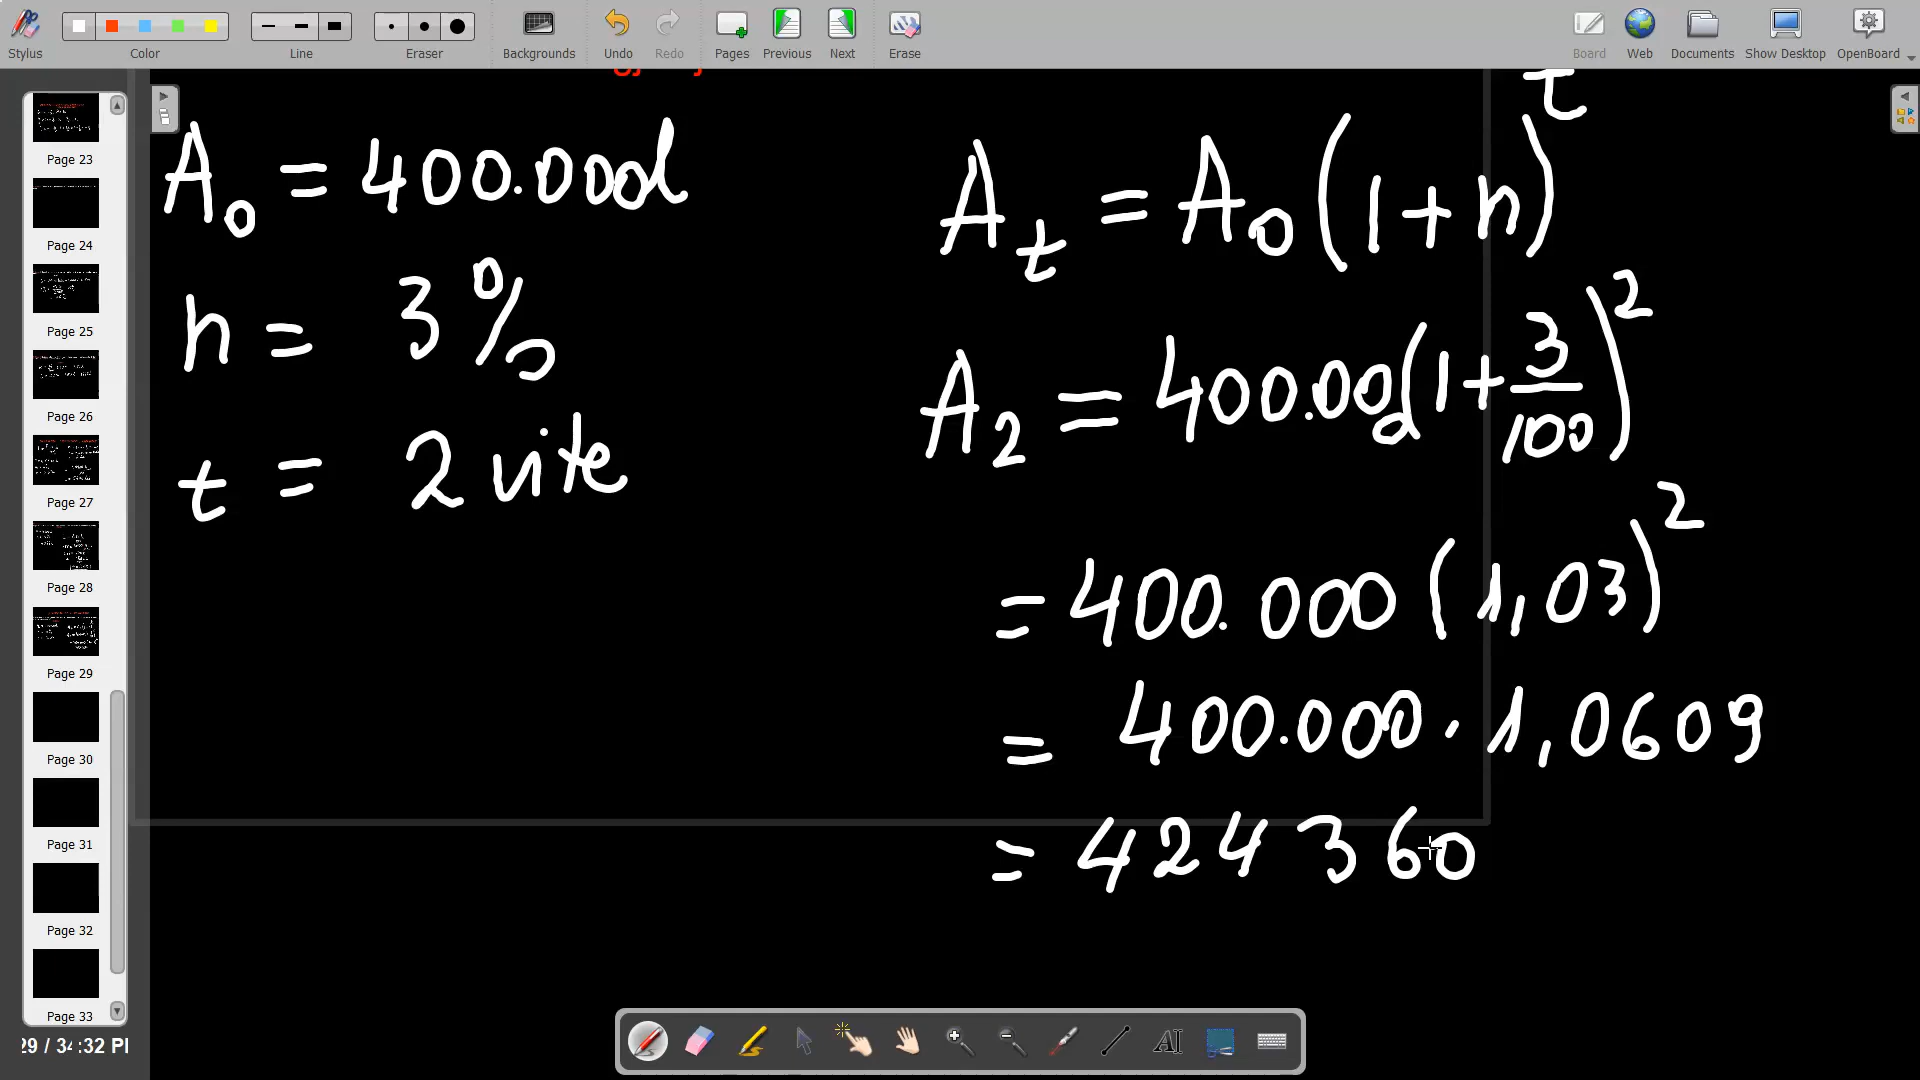 Stylus
Color
Line
Eraser
Backgrounds
Undo
Redo
Pages
Previous
Next
Erase
Board
Web
Documents
Show Desktop
OpenBoard
Page 23
Page 24
Page 25
Page 26
Page 27
Page 28
Page 29
Page 30
Page 31
Page 32
Page 33
A₀ = 400.000l
n = 3%
t = 2 vite
t
A_t = A₀(1+n)
A₂ = 400.000(1+3/100)²
= 400.000(1,03)²
= 400.000 · 1,0609
= 424 360